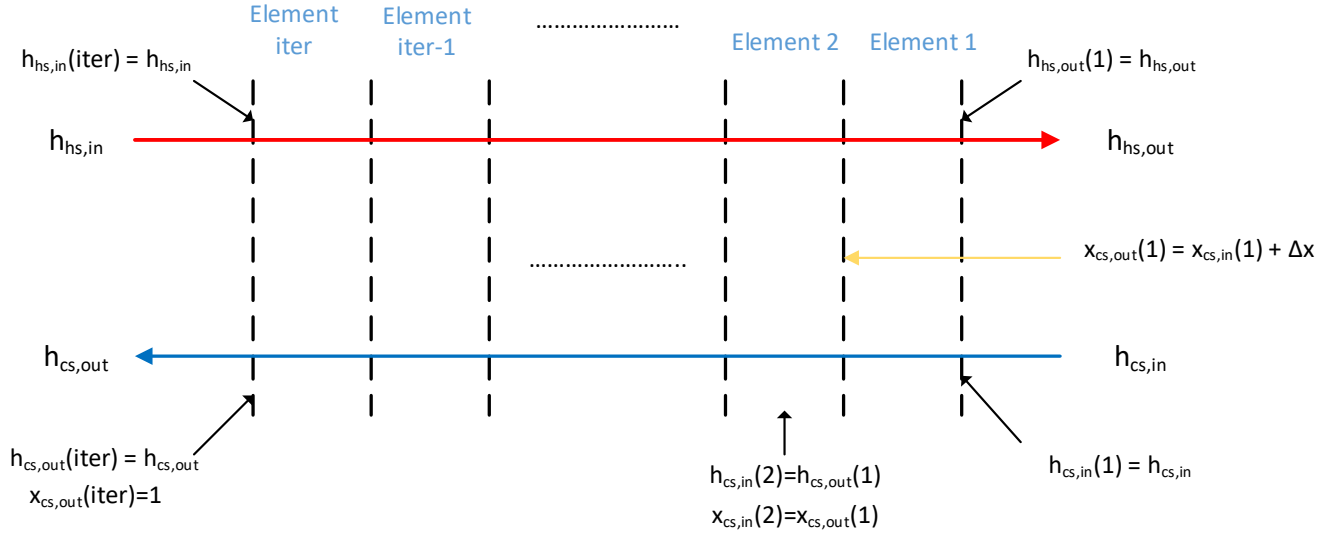 Element
iter
Element
iter-1
…………………
Element 2
Element 1
hhs,in(iter) = hhs,in
hhs,out(1) = hhs,out
hhs,in
hhs,out
xcs,out(1) = xcs,in(1) + Δx
……………………..
hcs,out
hcs,in
hcs,out(iter) = hcs,out
xcs,out(iter)=1
hcs,in(2)=hcs,out(1)
xcs,in(2)=xcs,out(1)
hcs,in(1) = hcs,in